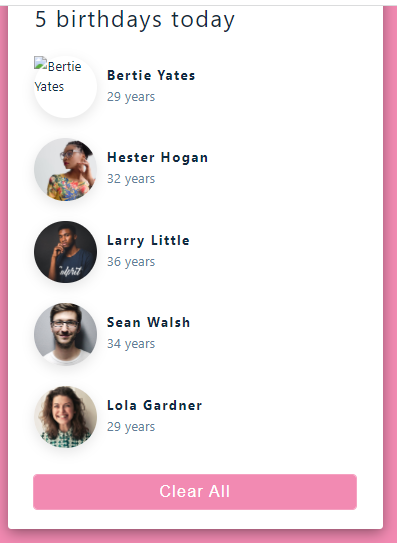 5 birthdays today
Bertie
Yates
Bertie Yates
29 years
Hester Hogan
32 years
Larry Little
36 years
Sean Walsh
34 years
Lola Gardner
29 years
Clear All